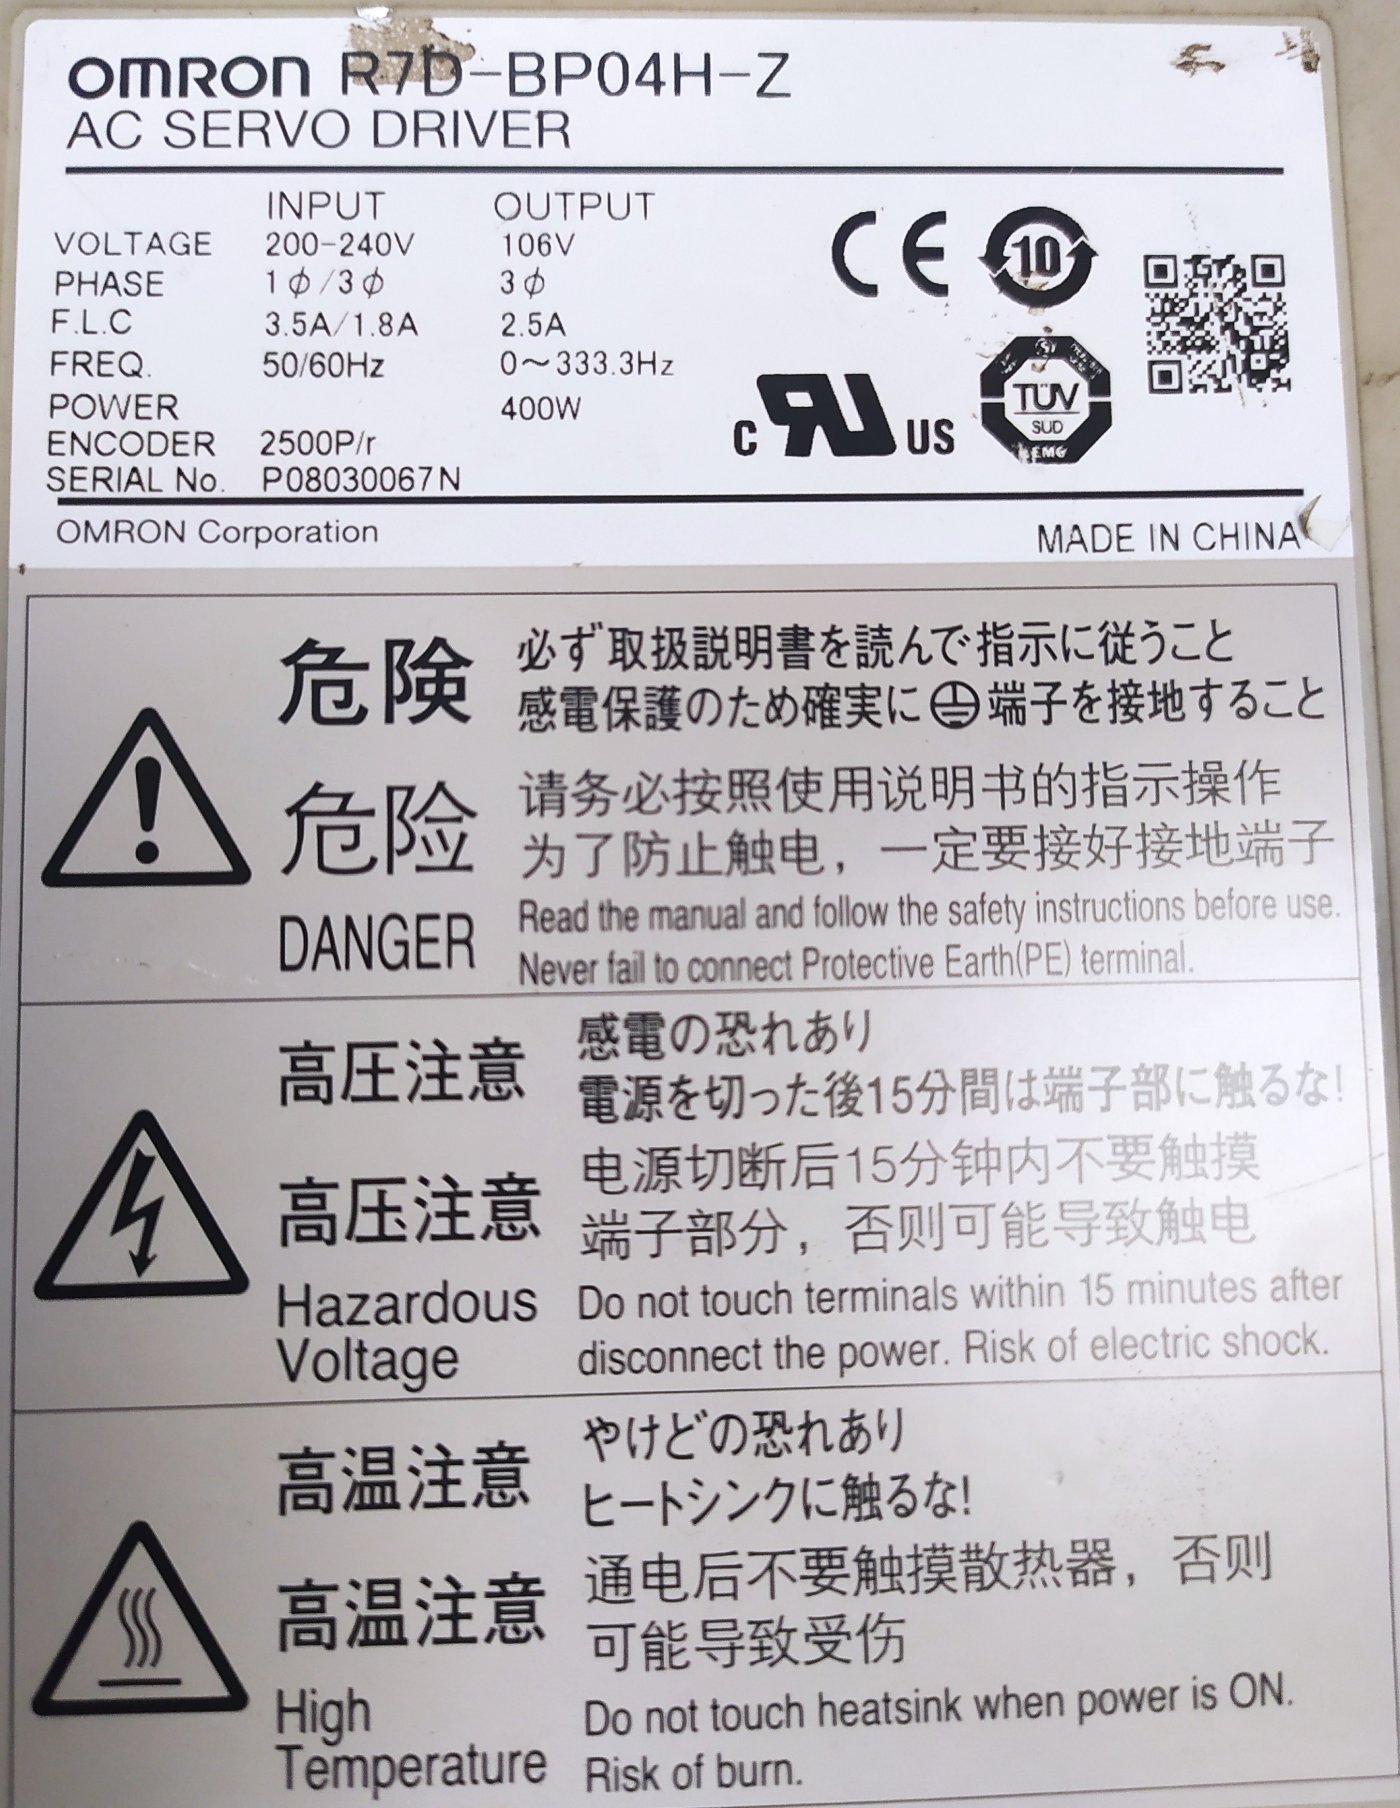 OMRON R7D-BP04H-Z
AC SERVO DRIVER
INPUT OUTPUT
VOLTAGE 200-240V 106V
PHASE 1ϕ/3ϕ 3ϕ
F.L.C 3.5A/1.8A 2.5A
FREQ. 50/60Hz 0～333.3Hz
POWER 400W
ENCODER 2500P/r
SERIAL No. P08030067N
CE 10
c RU US
TÜV
SUD
OMRON Corporation MADE IN CHINA
危険 必ず取扱説明書を読んで指示に従うこと
感電保護のため確実に⏚端子を接地すること
危险 请务必按照使用说明书的指示操作
为了防止触电，一定要接好接地端子
DANGER Read the manual and follow the safety instructions before use.
Never fail to connect Protective Earth(PE) terminal.
高圧注意 感電の恐れあり
電源を切った後15分間は端子部に触るな!
高压注意 电源切断后15分钟内不要触摸
端子部分，否则可能导致触电
Hazardous Do not touch terminals within 15 minutes after
Voltage disconnect the power. Risk of electric shock.
高温注意 やけどの恐れあり
ヒートシンクに触るな!
高温注意 通电后不要触摸散热器，否则
可能导致受伤
High Do not touch heatsink when power is ON.
Temperature Risk of burn.